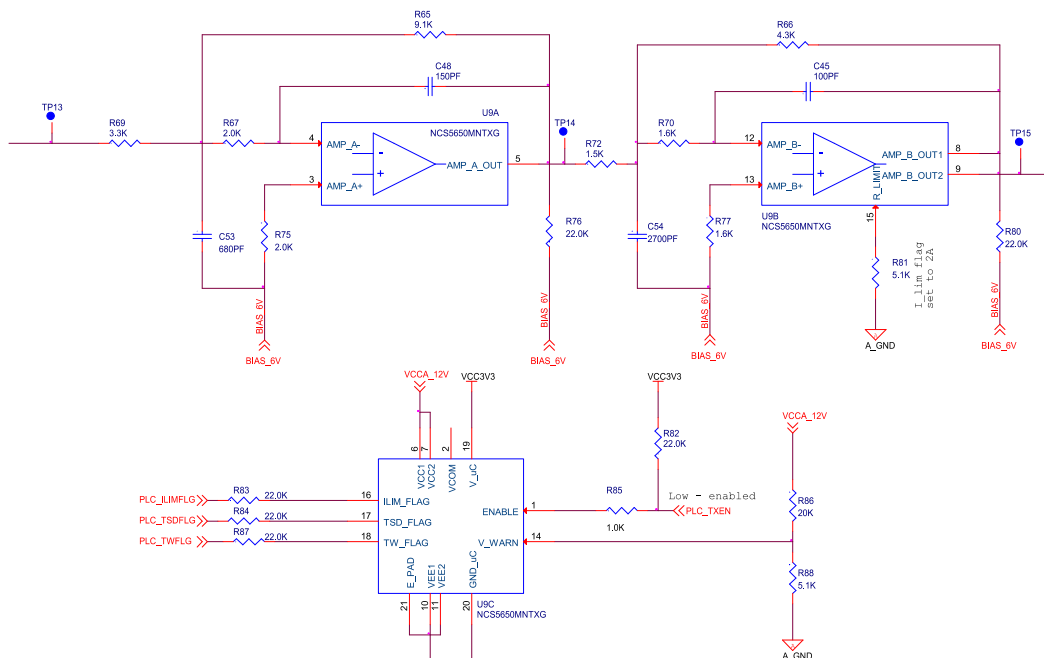 R65
9.1K
R66
4.3K
C48
150PF
C45
100PF
TP13
R69
3.3K
R67
2.0K
U9A
NCS5650MNTXG
4
AMP_A-
3
AMP_A+
AMP_A_OUT
5
TP14
R72
1.5K
R70
1.6K
12
AMP_B-
13
AMP_B+
AMP_B_OUT1
8
AMP_B_OUT2
9
R_LIMIT
15
TP15
U9B
NCS5650MNTXG
C53
680PF
R75
2.0K
R76
22.0K
C54
2700PF
R77
1.6K
R81
5.1K
I_lim flag
set to 2A
R80
22.0K
BIAS_6V
BIAS_6V
BIAS_6V
BIAS_6V
BIAS_6V
BIAS_6V
BIAS_6V
BIAS_6V
A_GND
VCCA_12V
VCC3V3
VCC3V3
VCCA_12V
6
7
2
19
VCC1
VCC2
VCOM
V_uC
R82
22.0K
PLC_ILIMFLG
R83
22.0K
16
ILIM_FLAG
PLC_TSDFLG
R84
22.0K
17
TSD_FLAG
PLC_TWFLG
R87
22.0K
18
TW_FLAG
ENABLE
1
R85
1.0K
Low - enabled
PLC_TXEN
V_WARN
14
R86
20K
R88
5.1K
E_PAD
VEE1
VEE2
GND_uC
21
10
11
20
U9C
NCS5650MNTXG
A_GND